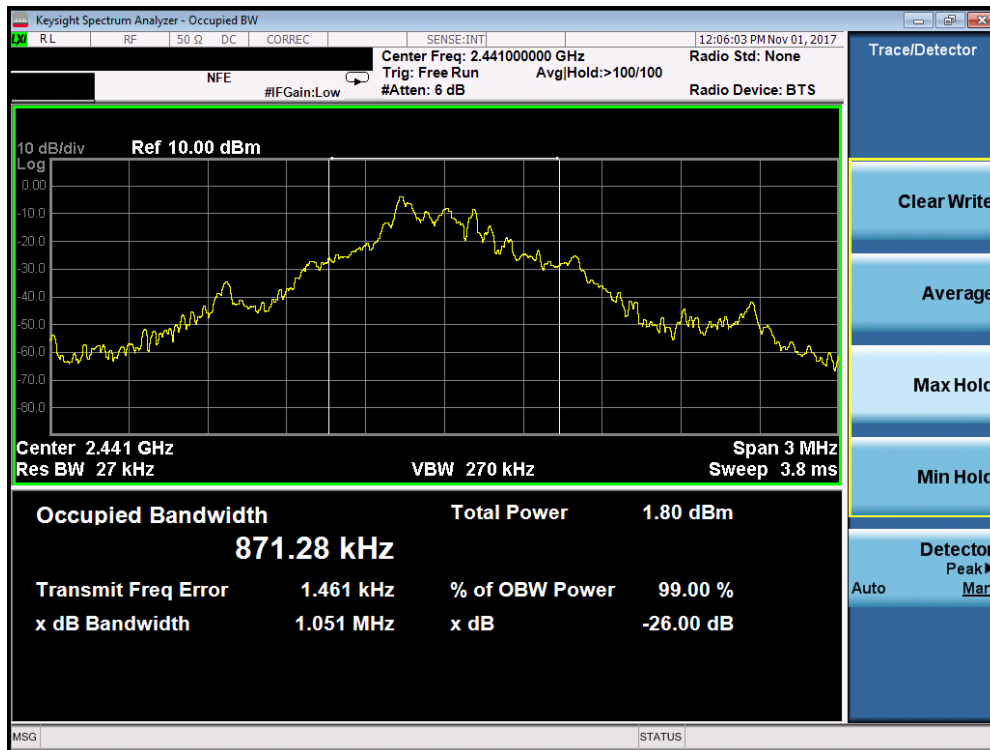 Keysight Spectrum Analyzer - Occupied BW
LXI RL RF 50 Ω DC CORREC SENSE:INT 12:06:03 PM Nov 01, 2017
Center Freq: 2.441000000 GHz Radio Std: None
NFE Trig: Free Run Avg|Hold:>100/100
#IFGain:Low #Atten: 6 dB Radio Device: BTS
Trace/Detector
10 dB/div Ref 10.00 dBm
Log
0.00
-10.0
-20.0
-30.0
-40.0
-50.0
-60.0
-70.0
-80.0
Center 2.441 GHz Span 3 MHz
Res BW 27 kHz VBW 270 kHz Sweep 3.8 ms
Occupied Bandwidth Total Power 1.80 dBm
871.28 kHz
Transmit Freq Error 1.461 kHz % of OBW Power 99.00 %
x dB Bandwidth 1.051 MHz x dB -26.00 dB
Clear Write
Average
Max Hold
Min Hold
Detector
Peak
Auto Man
MSG STATUS